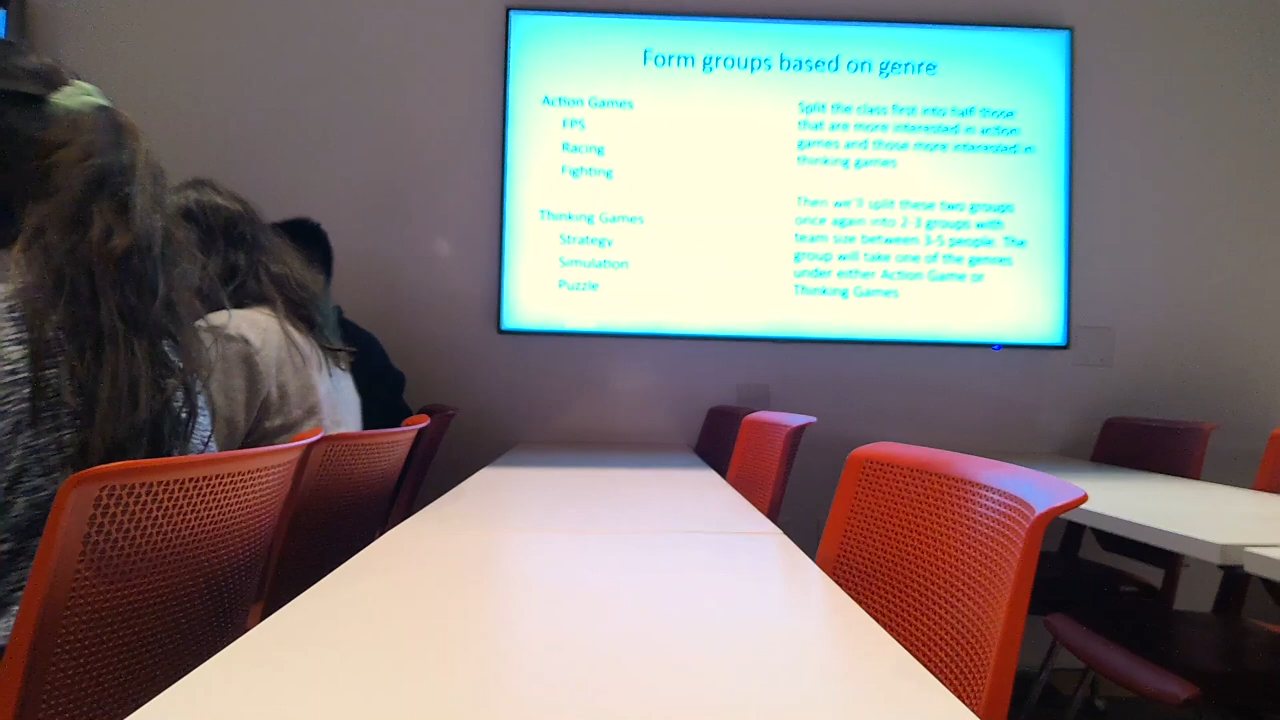 Form groups based on genre
Action Games
FPS
Racing
Fighting
Thinking Games
Strategy
Simulation
Puzzle
Split the class first into half those
that are more interested in action
games and those more interested in
thinking games
Then we'll split these two groups
once again into 2-3 groups with
team size between 3-5 people. The
group will take one of the genres
under either Action Game or
Thinking Games